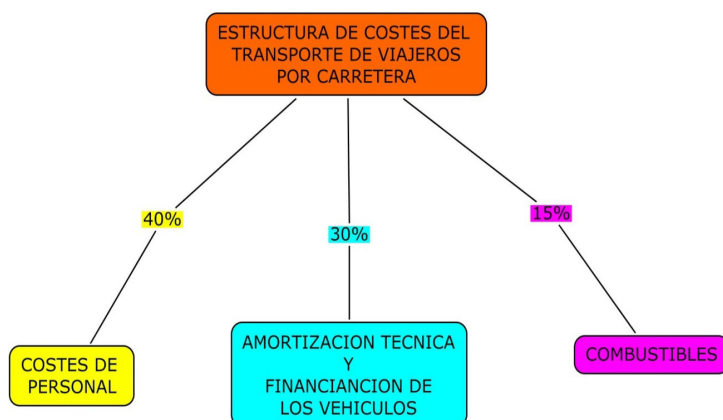 ESTRUCTURA DE COSTES DEL
TRANSPORTE DE VIAJEROS
POR CARRETERA
40%
30%
15%
COSTES DE
PERSONAL
AMORTIZACION TECNICA
Y
FINANCIANCION DE
LOS VEHICULOS
COMBUSTIBLES